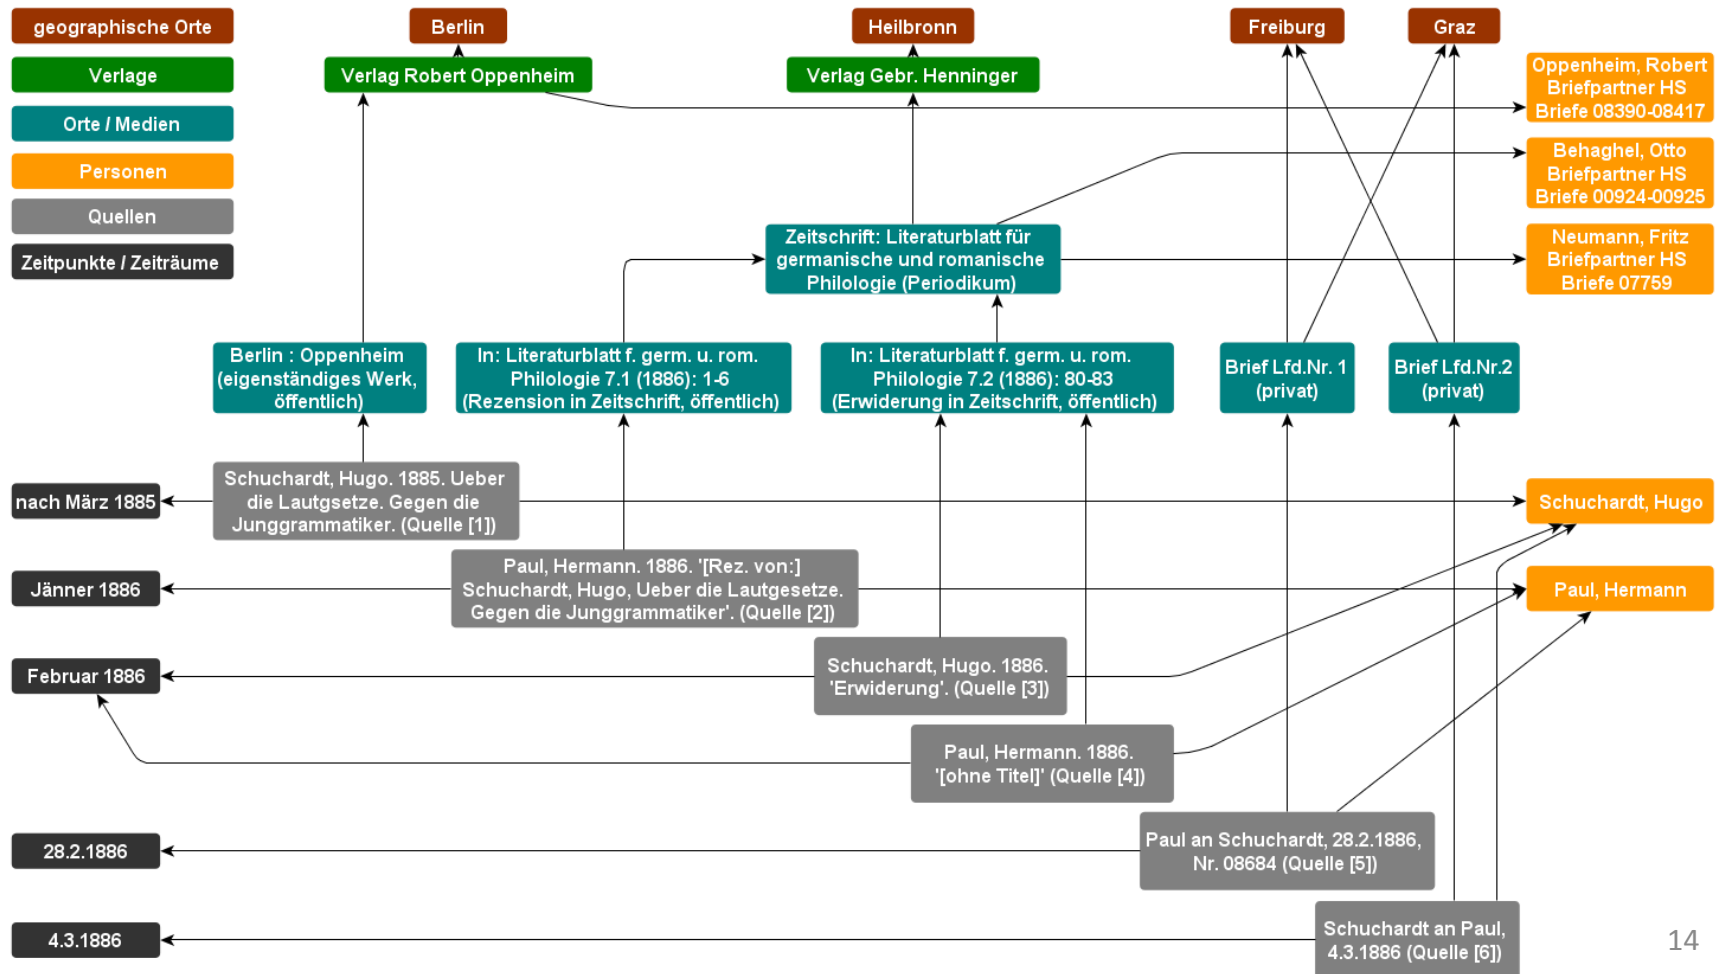 geographische Orte
Berlin
Heilbronn
Freiburg
Graz
Verlage
Verlag Robert Oppenheim
Verlag Gebr. Henninger
Oppenheim, Robert
Briefpartner HS
Briefe 08390-08417
Orte / Medien
Behaghel, Otto
Briefpartner HS
Briefe 00924-00925
Personen
Quellen
Zeitschrift: Literaturblatt für
germanische und romanische
Philologie (Periodikum)
Neumann, Fritz
Briefpartner HS
Briefe 07759
Zeitpunkte / Zeiträume
Berlin : Oppenheim
(eigenständiges Werk,
öffentlich)
In: Literaturblatt f. germ. u. rom.
Philologie 7.1 (1886): 1-6
(Rezension in Zeitschrift, öffentlich)
In: Literaturblatt f. germ. u. rom.
Philologie 7.2 (1886): 80-83
(Erwiderung in Zeitschrift, öffentlich)
Brief Lfd.Nr. 1
(privat)
Brief Lfd.Nr.2
(privat)
nach März 1885
Schuchardt, Hugo. 1885. Ueber
die Lautgsetze. Gegen die
Junggrammatiker. (Quelle [1])
Schuchardt, Hugo
Jänner 1886
Paul, Hermann. 1886. '[Rez. von:]
Schuchardt, Hugo, Ueber die Lautgesetze.
Gegen die Junggrammatiker'. (Quelle [2])
Paul, Hermann
Februar 1886
Schuchardt, Hugo. 1886.
'Erwiderung'. (Quelle [3])
Paul, Hermann. 1886.
'[ohne Titel]' (Quelle [4])
28.2.1886
Paul an Schuchardt, 28.2.1886,
Nr. 08684 (Quelle [5])
4.3.1886
Schuchardt an Paul,
4.3.1886 (Quelle [6])
14